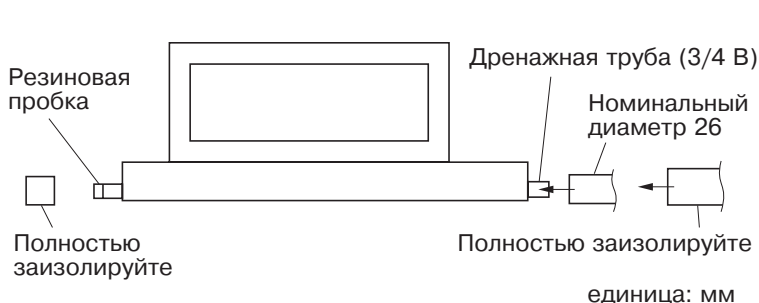 Дренажная труба (3/4 В)
Резиновая
пробка
Номинальный
диаметр 26
Полностью
заизолируйте
Полностью заизолируйте
единица: мм